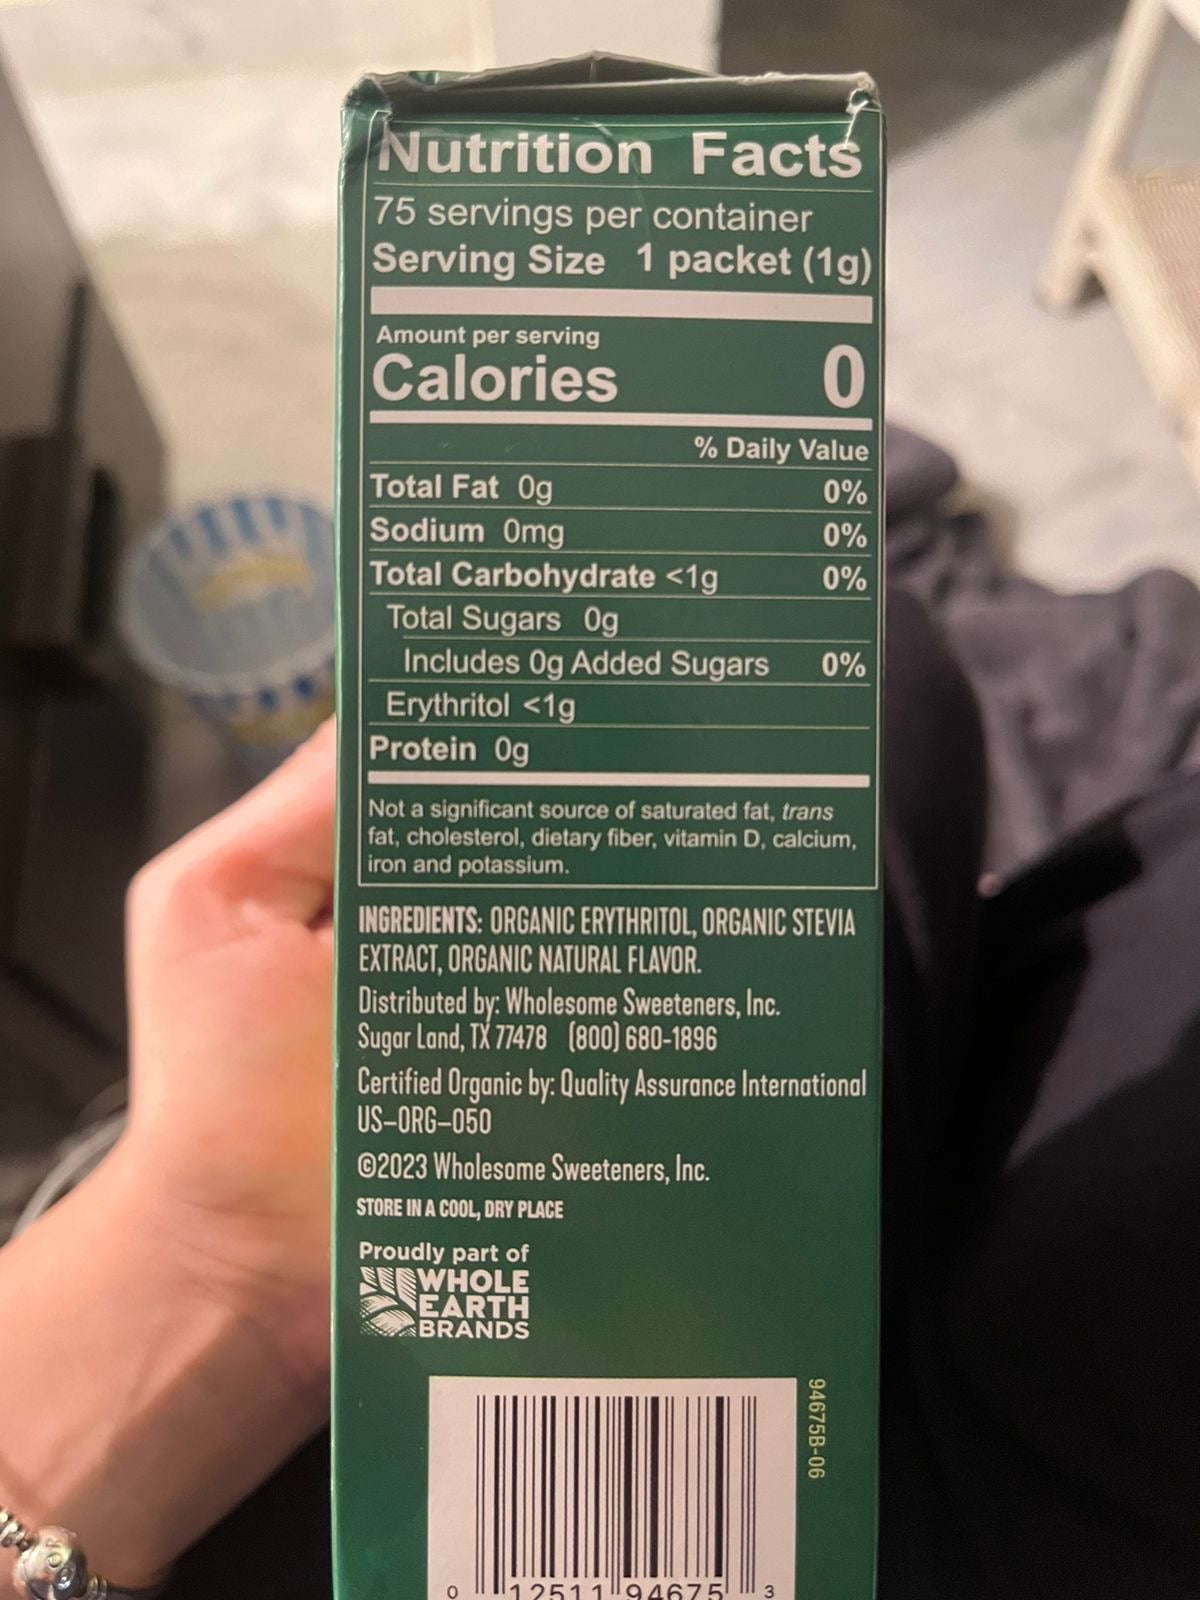 Nutrition Facts
75 servings per container
Serving Size 1 packet (1g)
Amount per serving
Calories 0
% Daily Value
Total Fat 0g 0%
Sodium 0mg 0%
Total Carbohydrate <1g 0%
Total Sugars 0g
Includes 0g Added Sugars 0%
Erythritol <1g
Protein 0g
Not a significant source of saturated fat, trans
fat, cholesterol, dietary fiber, vitamin D, calcium,
iron and potassium.
INGREDIENTS: ORGANIC ERYTHRITOL, ORGANIC STEVIA
EXTRACT, ORGANIC NATURAL FLAVOR.
Distributed by: Wholesome Sweeteners, Inc.
Sugar Land, TX 77478 (800) 680-1896
Certified Organic by: Quality Assurance International
US-ORG-050
©2023 Wholesome Sweeteners, Inc.
STORE IN A COOL, DRY PLACE
Proudly part of
WHOLE
EARTH
BRANDS
94675B-06
0 12511 94675 3